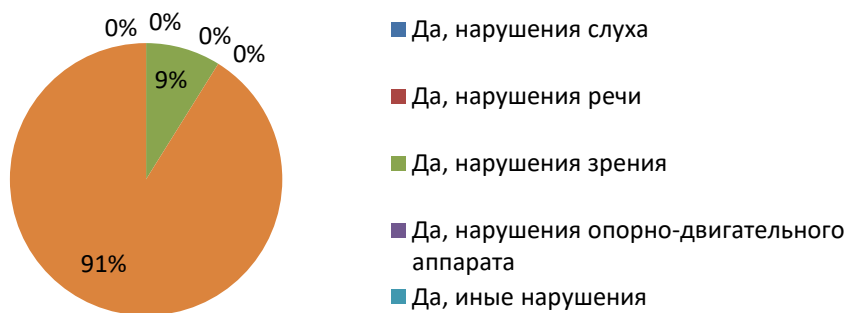 0%
0%
0%
0%
9%
91%
Да, нарушения слуха
Да, нарушения речи
Да, нарушения зрения
Да, нарушения опорно-двигательного
аппарата
Да, иные нарушения